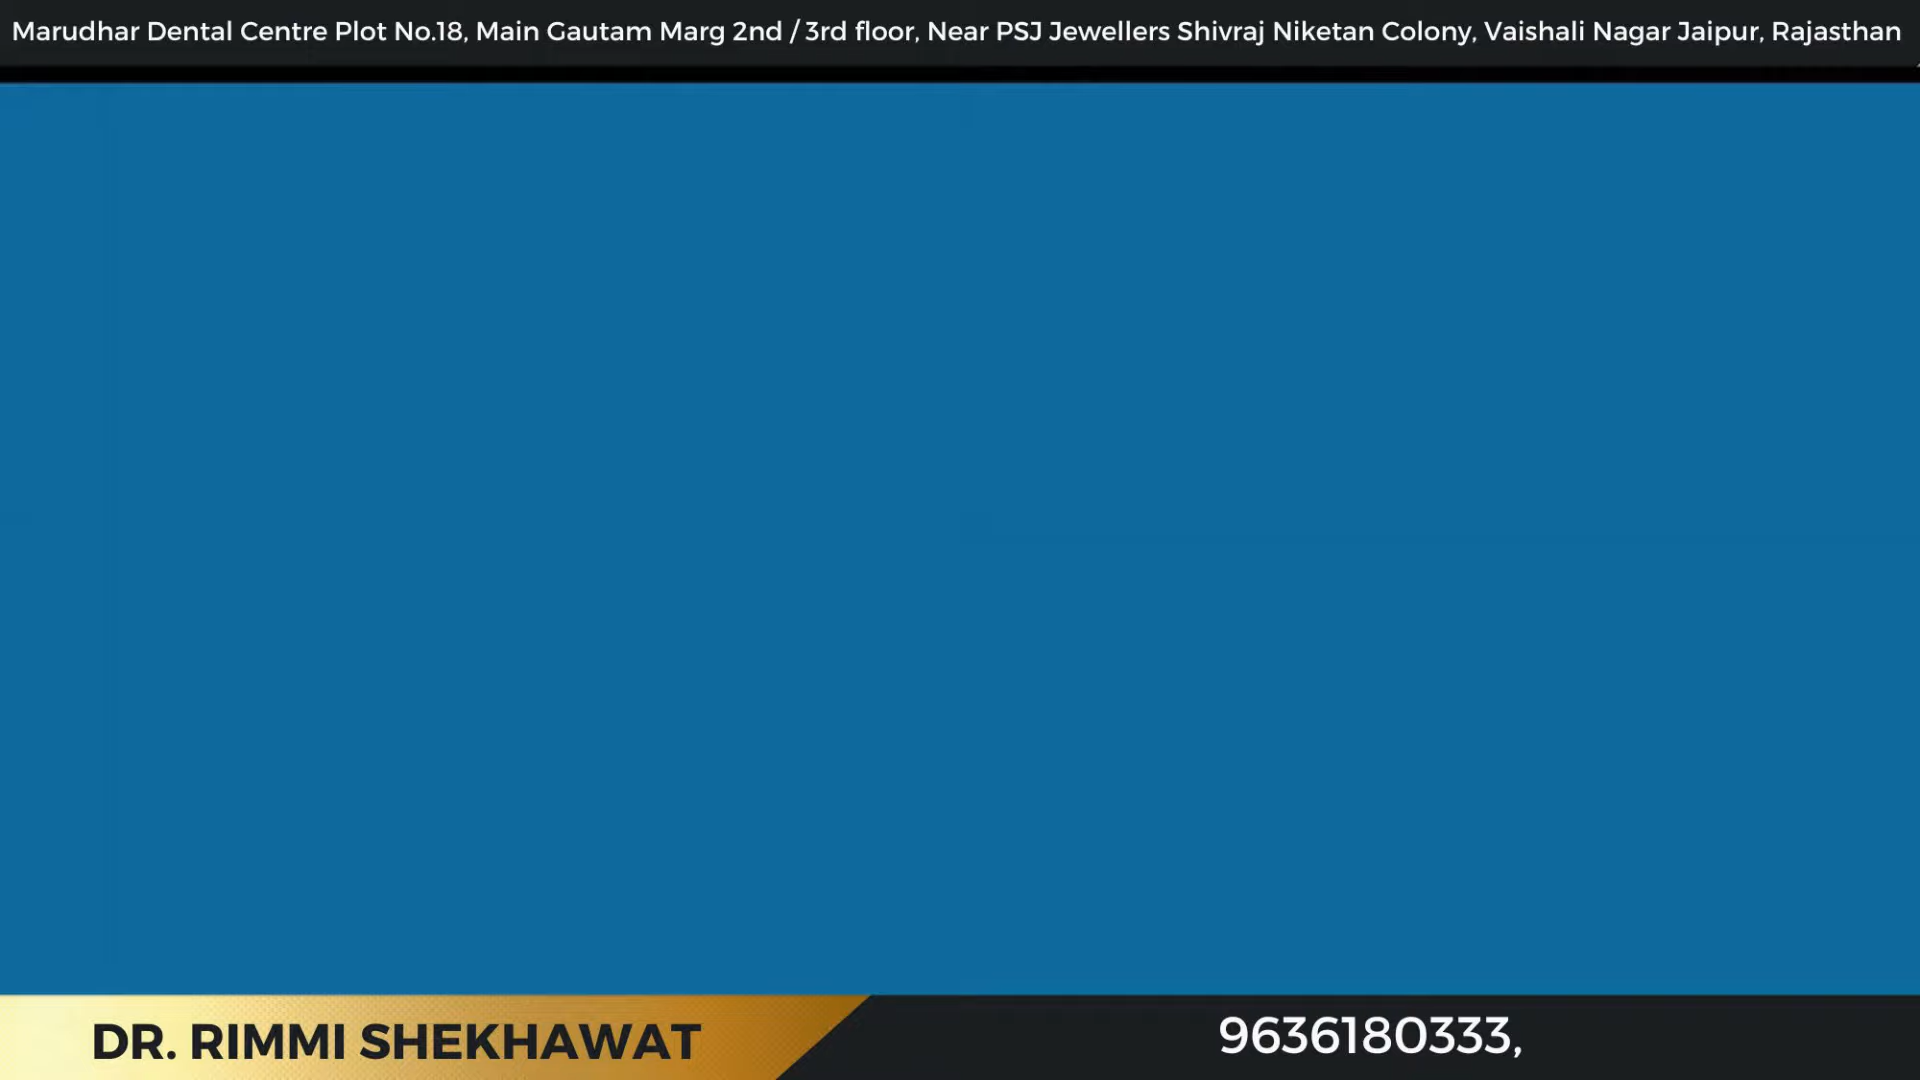 Marudhar Dental Centre Plot No.18, Main Gautam Marg 2nd / 3rd floor, Near PSJ Jewellers Shivraj Niketan Colony, Vaishali Nagar Jaipur, Rajasthan
DR. RIMMI SHEKHAWAT
9636180333,